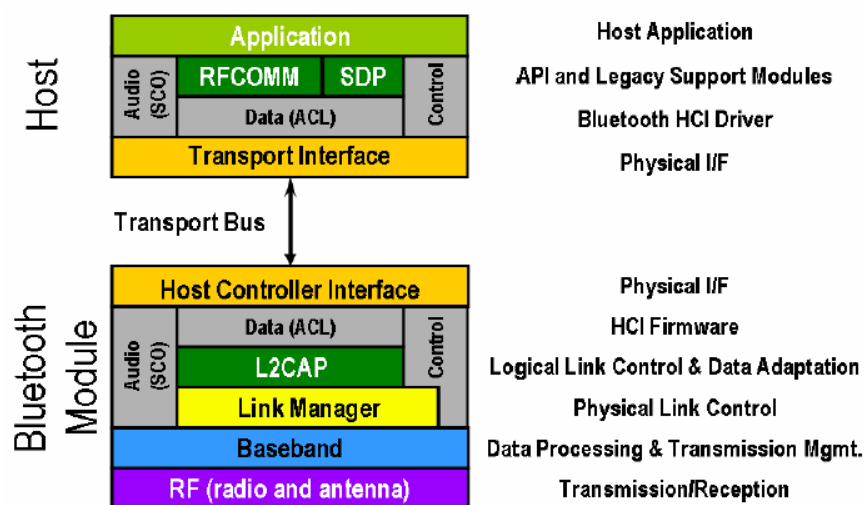 Host
Application
Host Application
Audio (SCO)
RFCOMM
SDP
Control
API and Legacy Support Modules
Data (ACL)
Bluetooth HCI Driver
Transport Interface
Physical I/F
Transport Bus
Bluetooth Module
Host Controller Interface
Physical I/F
Audio (SCO)
Data (ACL)
Control
HCI Firmware
L2CAP
Logical Link Control & Data Adaptation
Link Manager
Physical Link Control
Baseband
Data Processing & Transmission Mgmt.
RF (radio and antenna)
Transmission/Reception